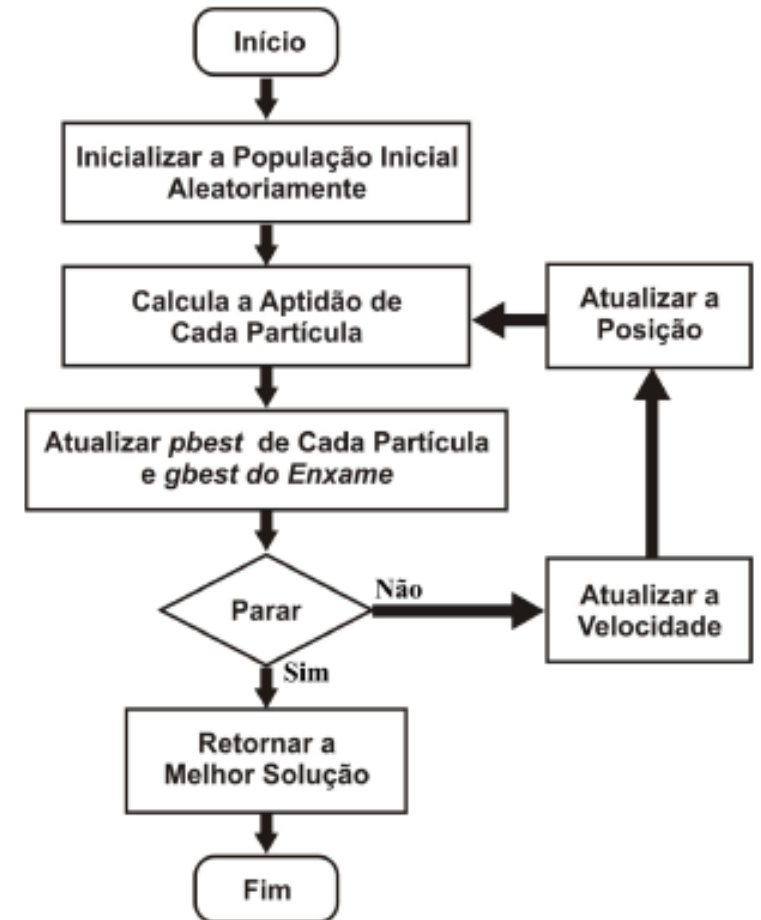 Início
Inicializar a População Inicial
Aleatoriamente
Calcula a Aptidão de
Cada Partícula
Atualizar a
Posição
Atualizar pbest de Cada Partícula
e gbest do Enxame
Parar
Não
Atualizar a
Velocidade
Sim
Retornar a
Melhor Solução
Fim